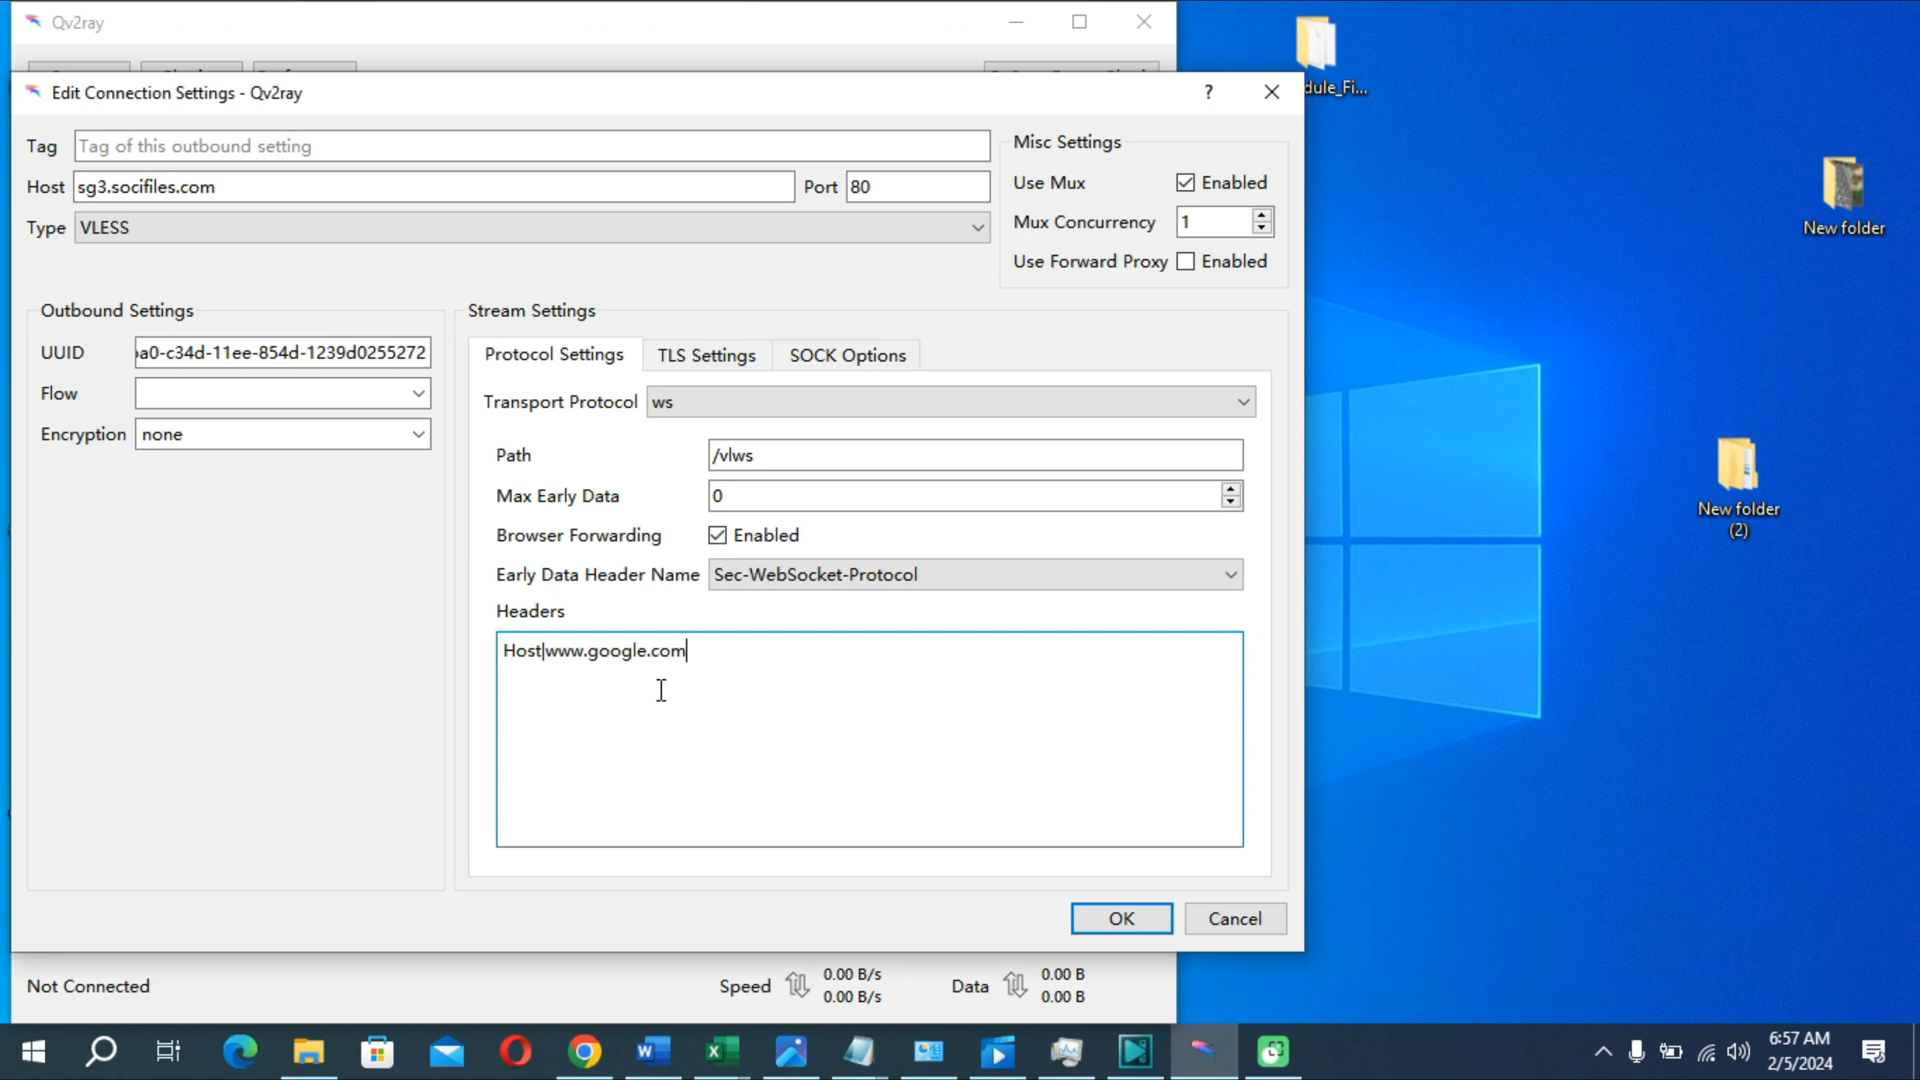 Qv2ray
Edit Connection Settings - Qv2ray
?
dule_Fi...
Tag
Tag of this outbound setting
Misc Settings
Host
sg3.socifiles.com
Port
80
Use Mux
Enabled
Type
VLESS
Mux Concurrency
1
New folder
Use Forward Proxy
Enabled
Outbound Settings
Stream Settings
UUID
a0-c34d-11ee-854d-1239d0255272
Protocol Settings
TLS Settings
SOCK Options
Flow
Transport Protocol
ws
Encryption
none
Path
/vlws
Max Early Data
0
New folder
(2)
Browser Forwarding
Enabled
Early Data Header Name
Sec-WebSocket-Protocol
Headers
Host|www.google.com
OK
Cancel
Not Connected
Speed
0.00 B/s
0.00 B/s
Data
0.00 B
0.00 B
6:57 AM
2/5/2024